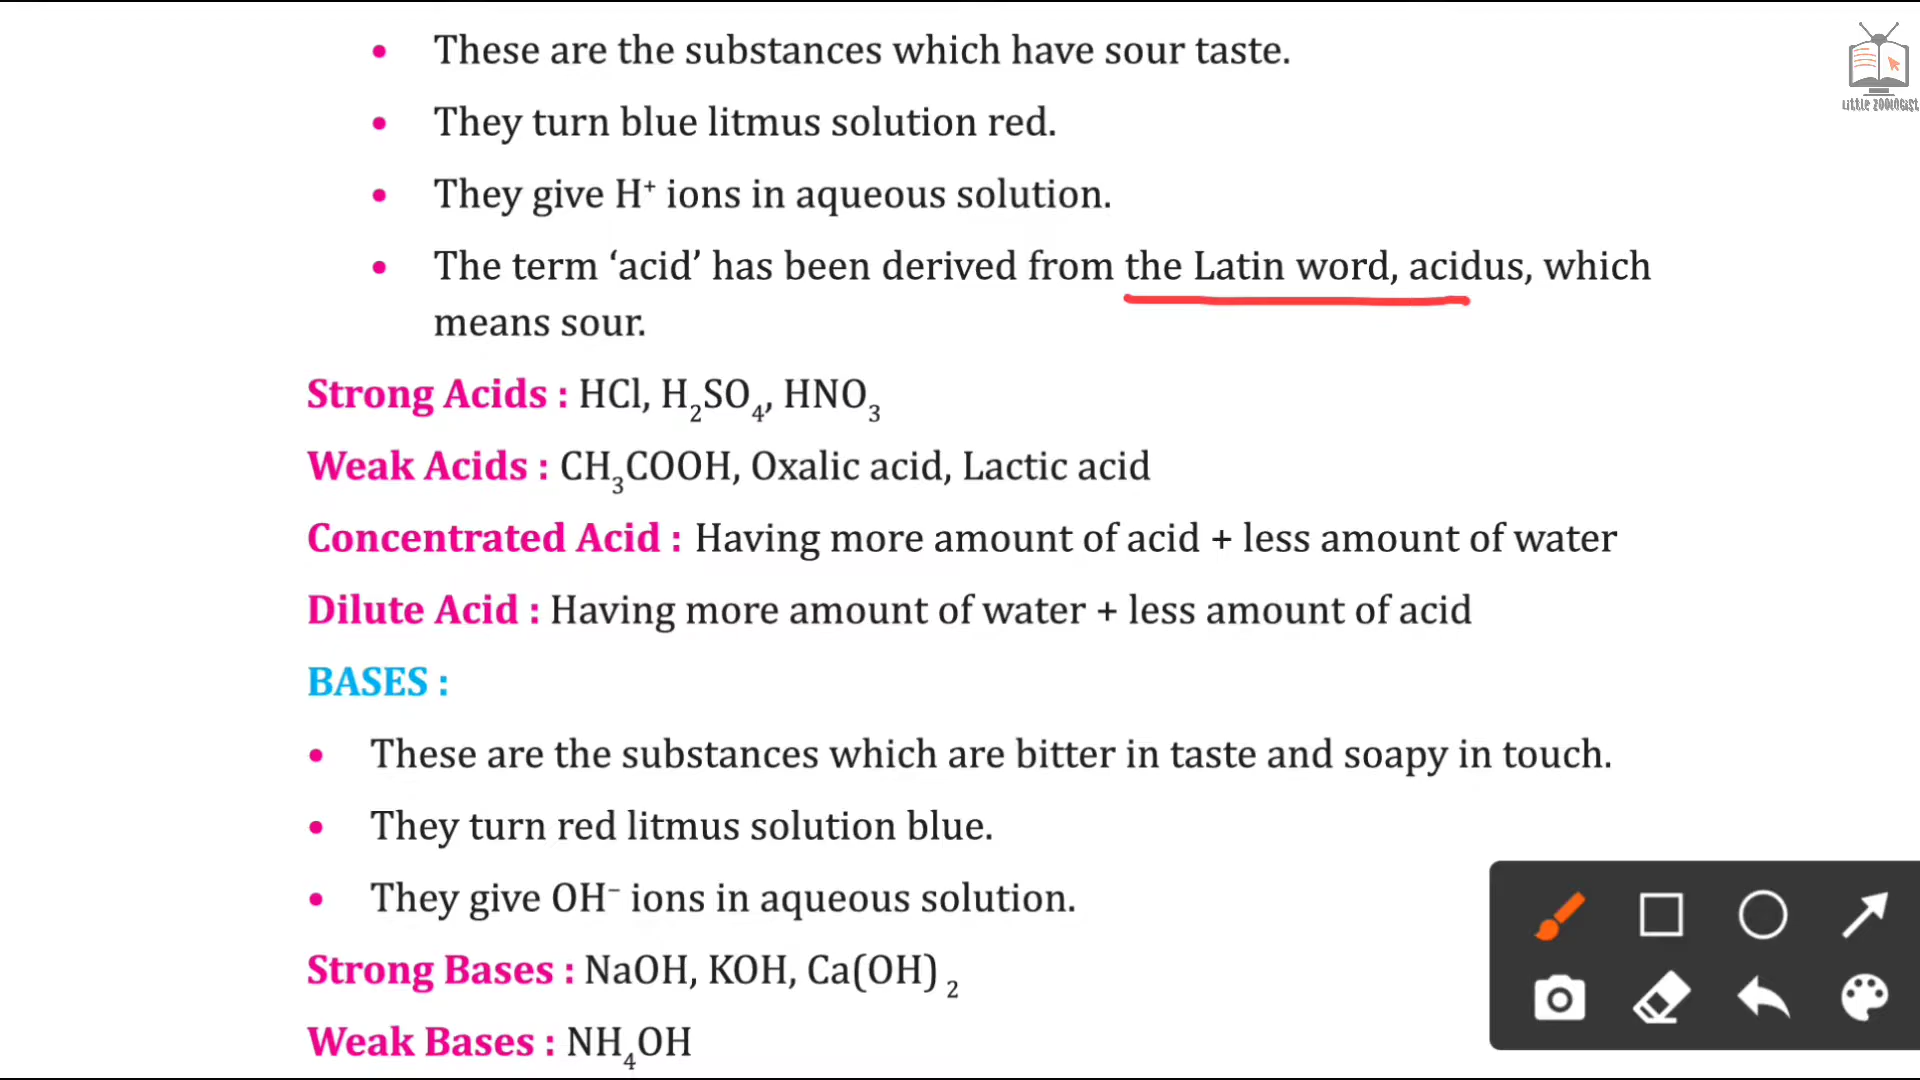 • These are the substances which have sour taste.
LITTLE ZOOLOGIST
• They turn blue litmus solution red.
• They give H⁺ ions in aqueous solution.
• The term ‘acid’ has been derived from the Latin word, acidus, which
means sour.
Strong Acids : HCl, H₂SO₄, HNO₃
Weak Acids : CH₃COOH, Oxalic acid, Lactic acid
Concentrated Acid : Having more amount of acid + less amount of water
Dilute Acid : Having more amount of water + less amount of acid
BASES :
• These are the substances which are bitter in taste and soapy in touch.
• They turn red litmus solution blue.
• They give OH⁻ ions in aqueous solution.
Strong Bases : NaOH, KOH, Ca(OH) ₂
Weak Bases : NH₄OH